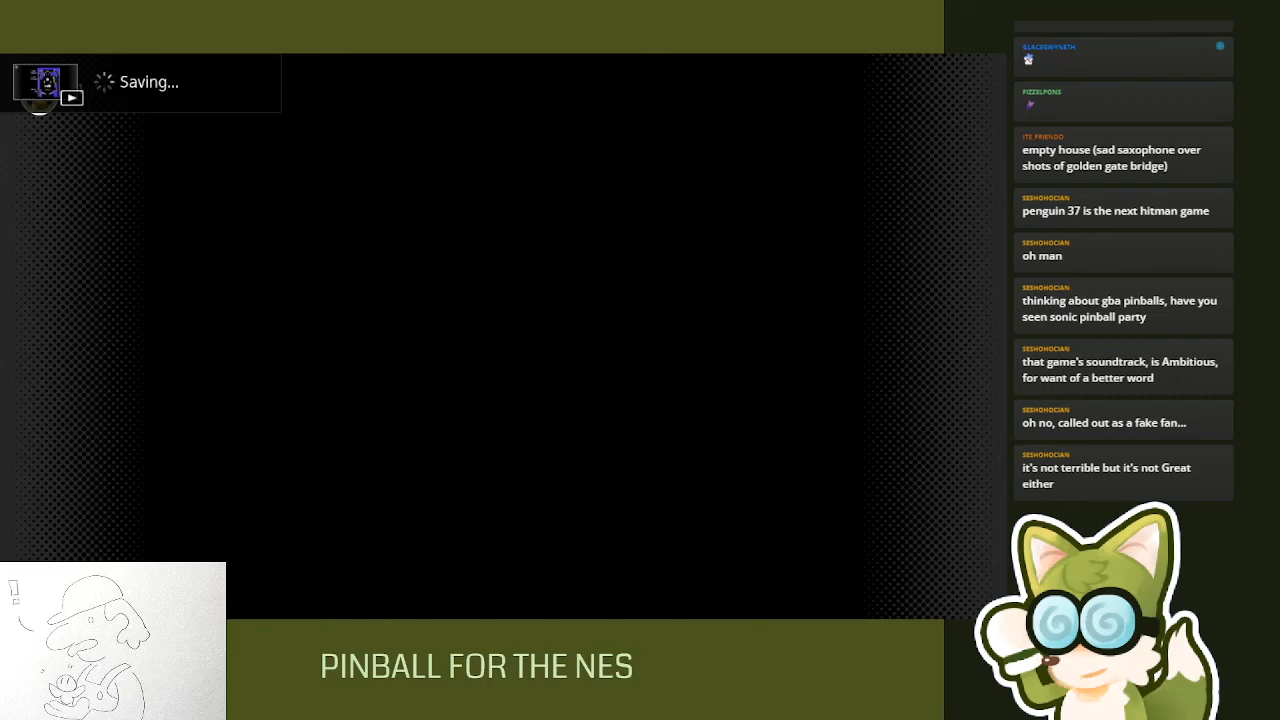 Saving...
GLACEGWYNETH
FIZZELFONS
ITS_FRIENDO
empty house (sad saxophone over
shots of golden gate bridge)
SESHOHOCIAN
penguin 37 is the next hitman game
SESHOHOCIAN
oh man
SESHOHOCIAN
thinking about gba pinballs, have you
seen sonic pinball party
SESHOHOCIAN
that game's soundtrack, is Ambitious,
for want of a better word
SESHOHOCIAN
oh no, called out as a fake fan...
SESHOHOCIAN
it's not terrible but it's not Great
either
PINBALL FOR THE NES